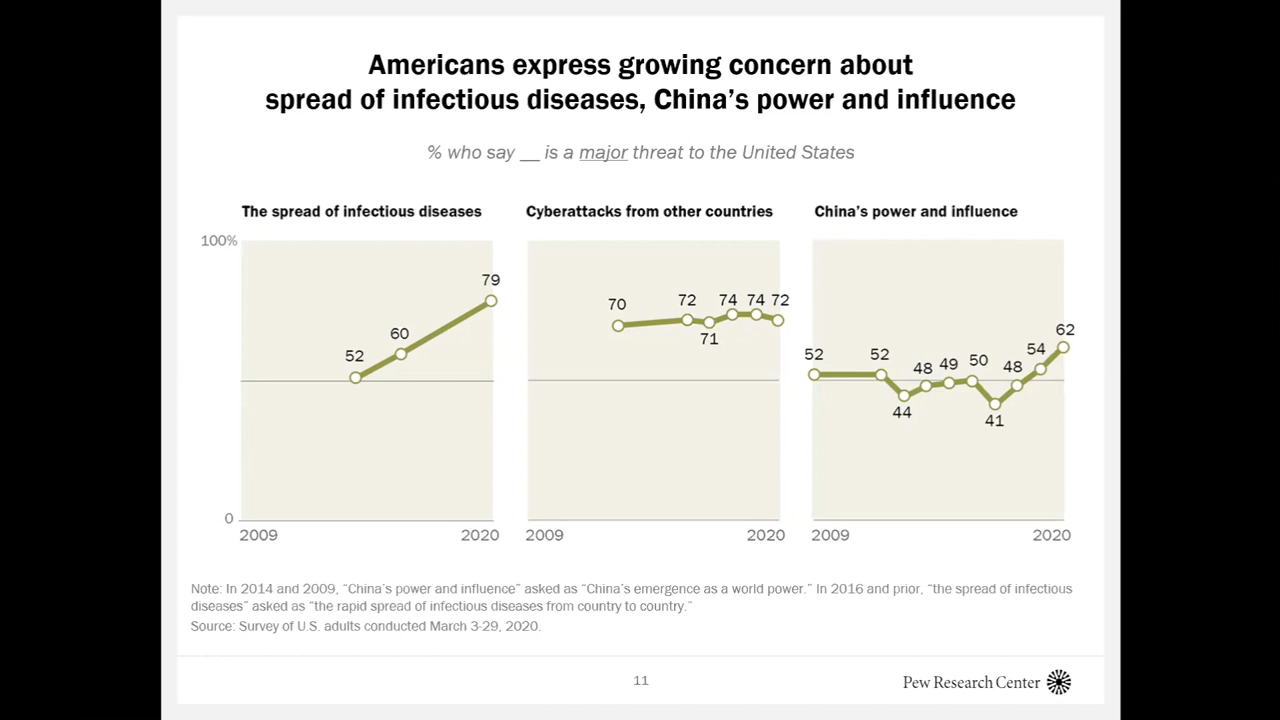 Americans express growing concern about
spread of infectious diseases, China's power and influence
% who say __ is a major threat to the United States
The spread of infectious diseases
100%
79
60
52
0
2009
2020
Cyberattacks from other countries
70
72
71
74
74
72
2009
2020
China's power and influence
52
52
44
48
49
50
41
48
54
62
2009
2020
Note: In 2014 and 2009, “China's power and influence” asked as “China's emergence as a world power.” In 2016 and prior, “the spread of infectious
diseases” asked as “the rapid spread of infectious diseases from country to country.”
Source: Survey of U.S. adults conducted March 3-29, 2020.
11
Pew Research Center